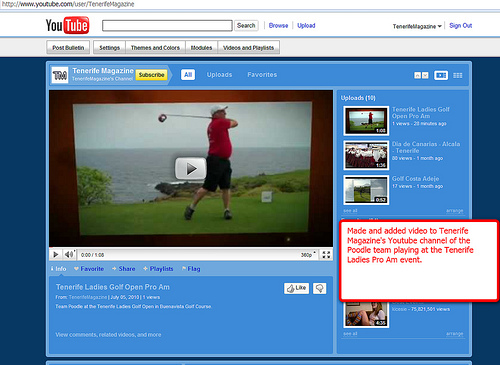 http://www.youtube.com/user/TenerifeMagazine
YouTube
Search
Browse
Upload
TenerifeMagazine
Sign Out
Post Bulletin
Settings
Themes and Colors
Modules
Videos and Playlists
TM
Tenerife Magazine
TenerifeMagazine's Channel
Subscribe
All
Uploads
Favorites
Uploads (10)
Tenerife Ladies Golf
Open Pro Am
1 views - 28 minutes ago
1:08
Dia de Canarias - Alcala
- Tenerife
80 views - 1 month ago
1:36
Golf Costa Adeje
17 views - 1 month ago
0:52
see all
arrange
Made and added video to Tenerife
Magazine's Youtube channel of the
Poodle team playing at the Tenerife
Ladies Pro Am event.
- 75,821,501 views
4:35
see all
arrange
0:00 / 1:08
360p
Info
Favorite
Share
Playlists
Flag
Tenerife Ladies Golf Open Pro Am
From: TenerifeMagazine | July 05, 2010 | 1 views
Team Poodle at the Tenerife Ladies Golf Open in Buenavista Golf Course
Like
View comments, related videos, and more